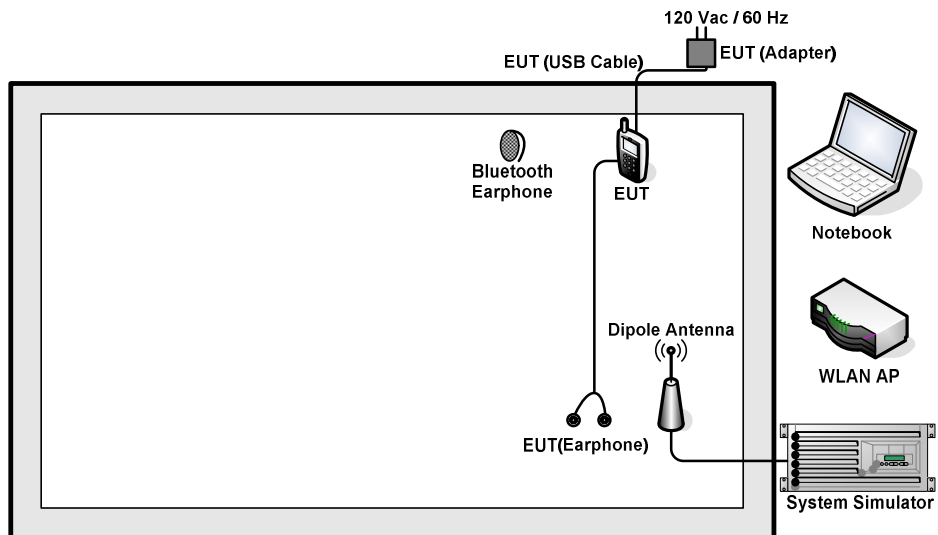 120 Vac / 60 Hz
EUT (USB Cable)
EUT (Adapter)
Bluetooth
Earphone
EUT
Notebook
Dipole Antenna
WLAN AP
EUT(Earphone)
System Simulator